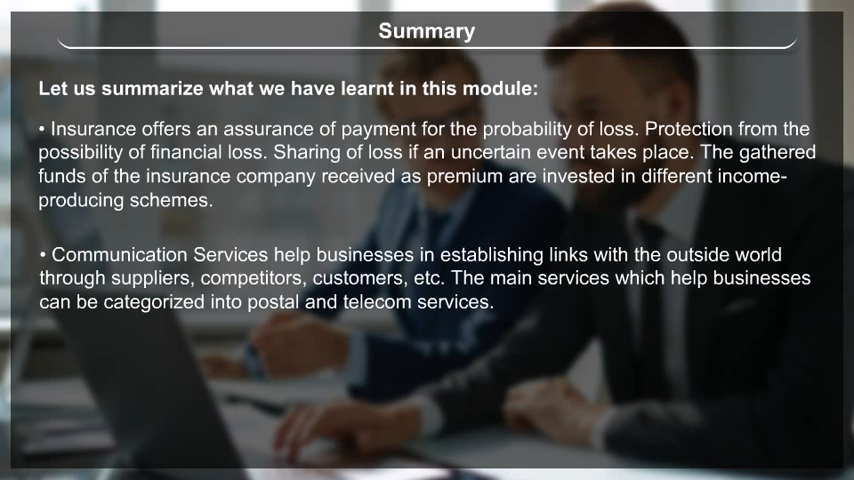 Summary
Let us summarize what we have learnt in this module:
• Insurance offers an assurance of payment for the probability of loss. Protection from the
possibility of financial loss. Sharing of loss if an uncertain event takes place. The gathered
funds of the insurance company received as premium are invested in different income-
producing schemes.
• Communication Services help businesses in establishing links with the outside world
through suppliers, competitors, customers, etc. The main services which help businesses
can be categorized into postal and telecom services.